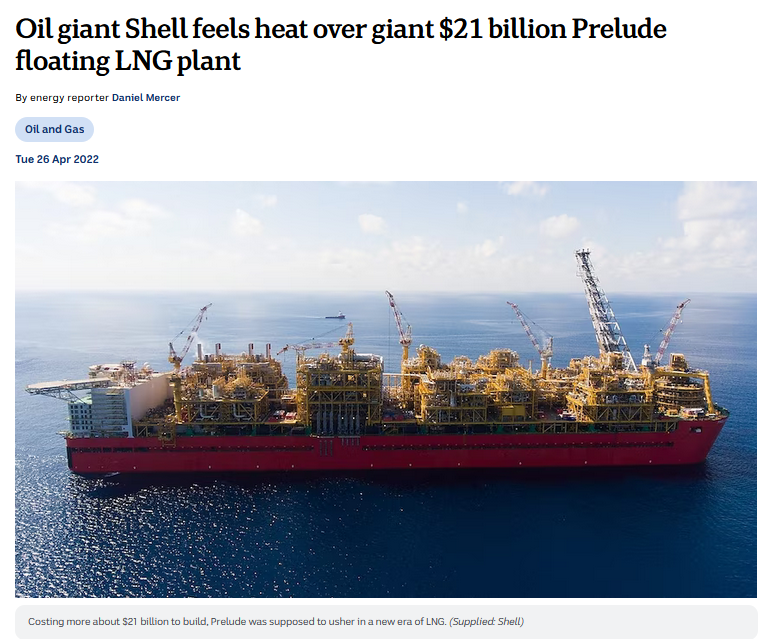 Oil giant Shell feels heat over giant $21 billion Prelude
floating LNG plant
By energy reporter Daniel Mercer
Oil and Gas
Tue 26 Apr 2022
Costing more about $21 billion to build, Prelude was supposed to usher in a new era of LNG. (Supplied: Shell)